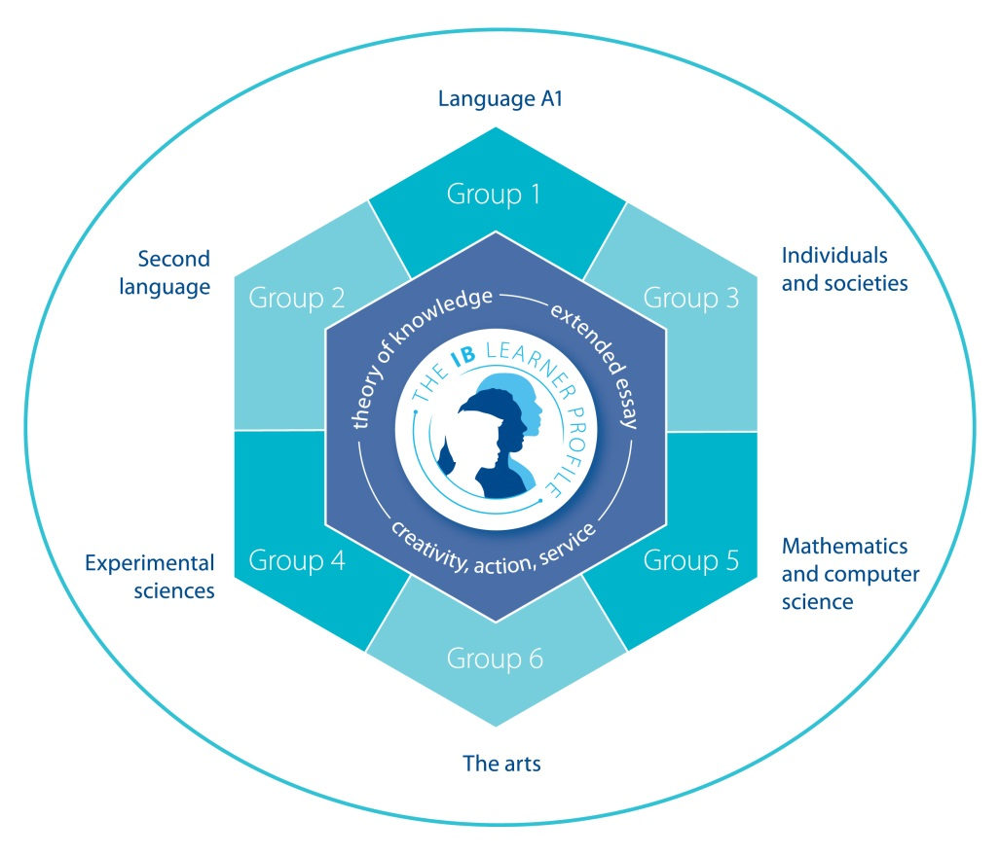 Language A1
Group 1
Second
language
Group 2
Group 3
Individuals
and societies
theory of knowledge
extended essay
THE IB LEARNER PROFILE
creativity, action, service
Experimental
sciences
Group 4
Group 5
Mathematics
and computer
science
Group 6
The arts